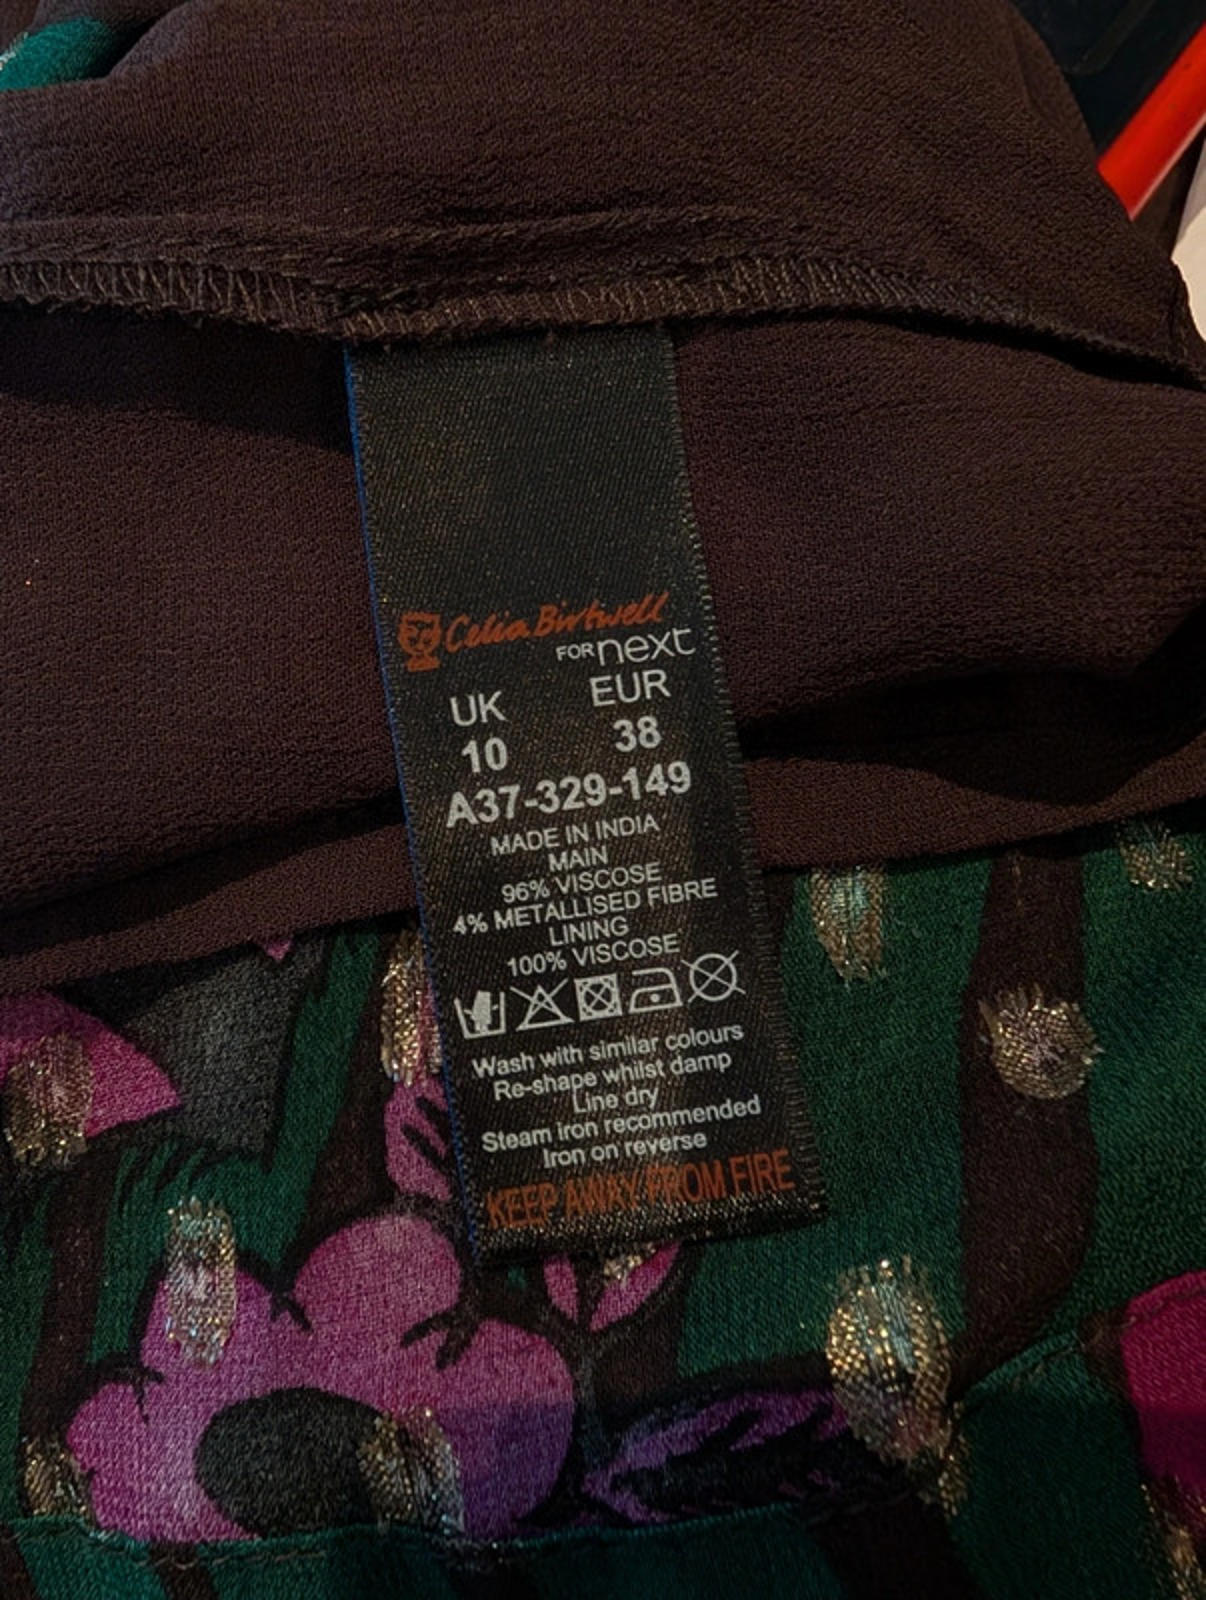 Celia Birtwell
FOR next
UK EUR
10 38
A37-329-149
MADE IN INDIA
MAIN
96% VISCOSE
4% METALLISED FIBRE
LINING
100% VISCOSE
Wash with similar colours
Re-shape whilst damp
Line dry
Steam iron recommended
Iron on reverse
KEEP AWAY FROM FIRE